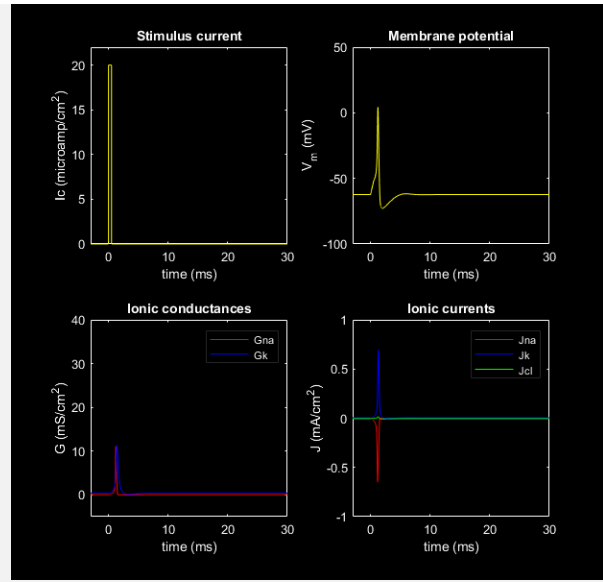 Stimulus current
20
15
10
5
0
Ic (microamp/cm²)
0 10 20 30
time (ms)
Membrane potential
50
0
-50
-100
Vₘ (mV)
0 10 20 30
time (ms)
Ionic conductances
40
30
20
10
0
G (mS/cm²)
Gna
Gk
0 10 20 30
time (ms)
Ionic currents
1
0.5
0
-0.5
-1
J (mA/cm²)
Jna
Jk
Jcl
0 10 20 30
time (ms)